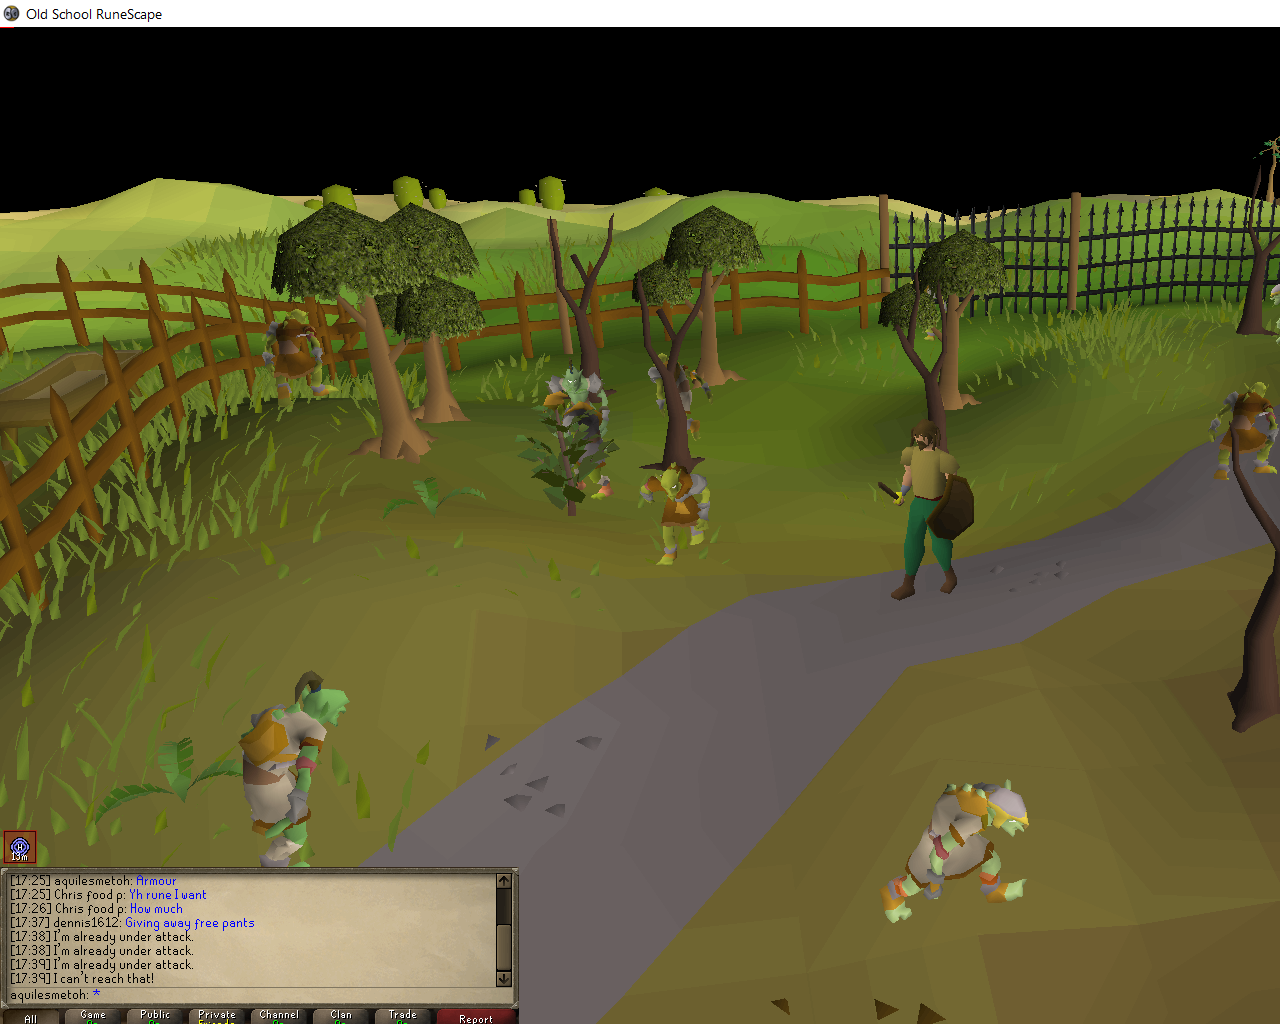 Old School RuneScape
H
13m
[17:25] aquilesmetoh: Armour
[17:25] Chris food p: Yh rune I want
[17:26] Chris food p: How much
[17:37] dennis1612: Giving away free pants
[17:38] I'm already under attack.
[17:38] I'm already under attack.
[17:39] I'm already under attack.
[17:39] I can't reach that!
aquilesmetoh: *
All Game Public Private Channel Clan Trade Report
Friends